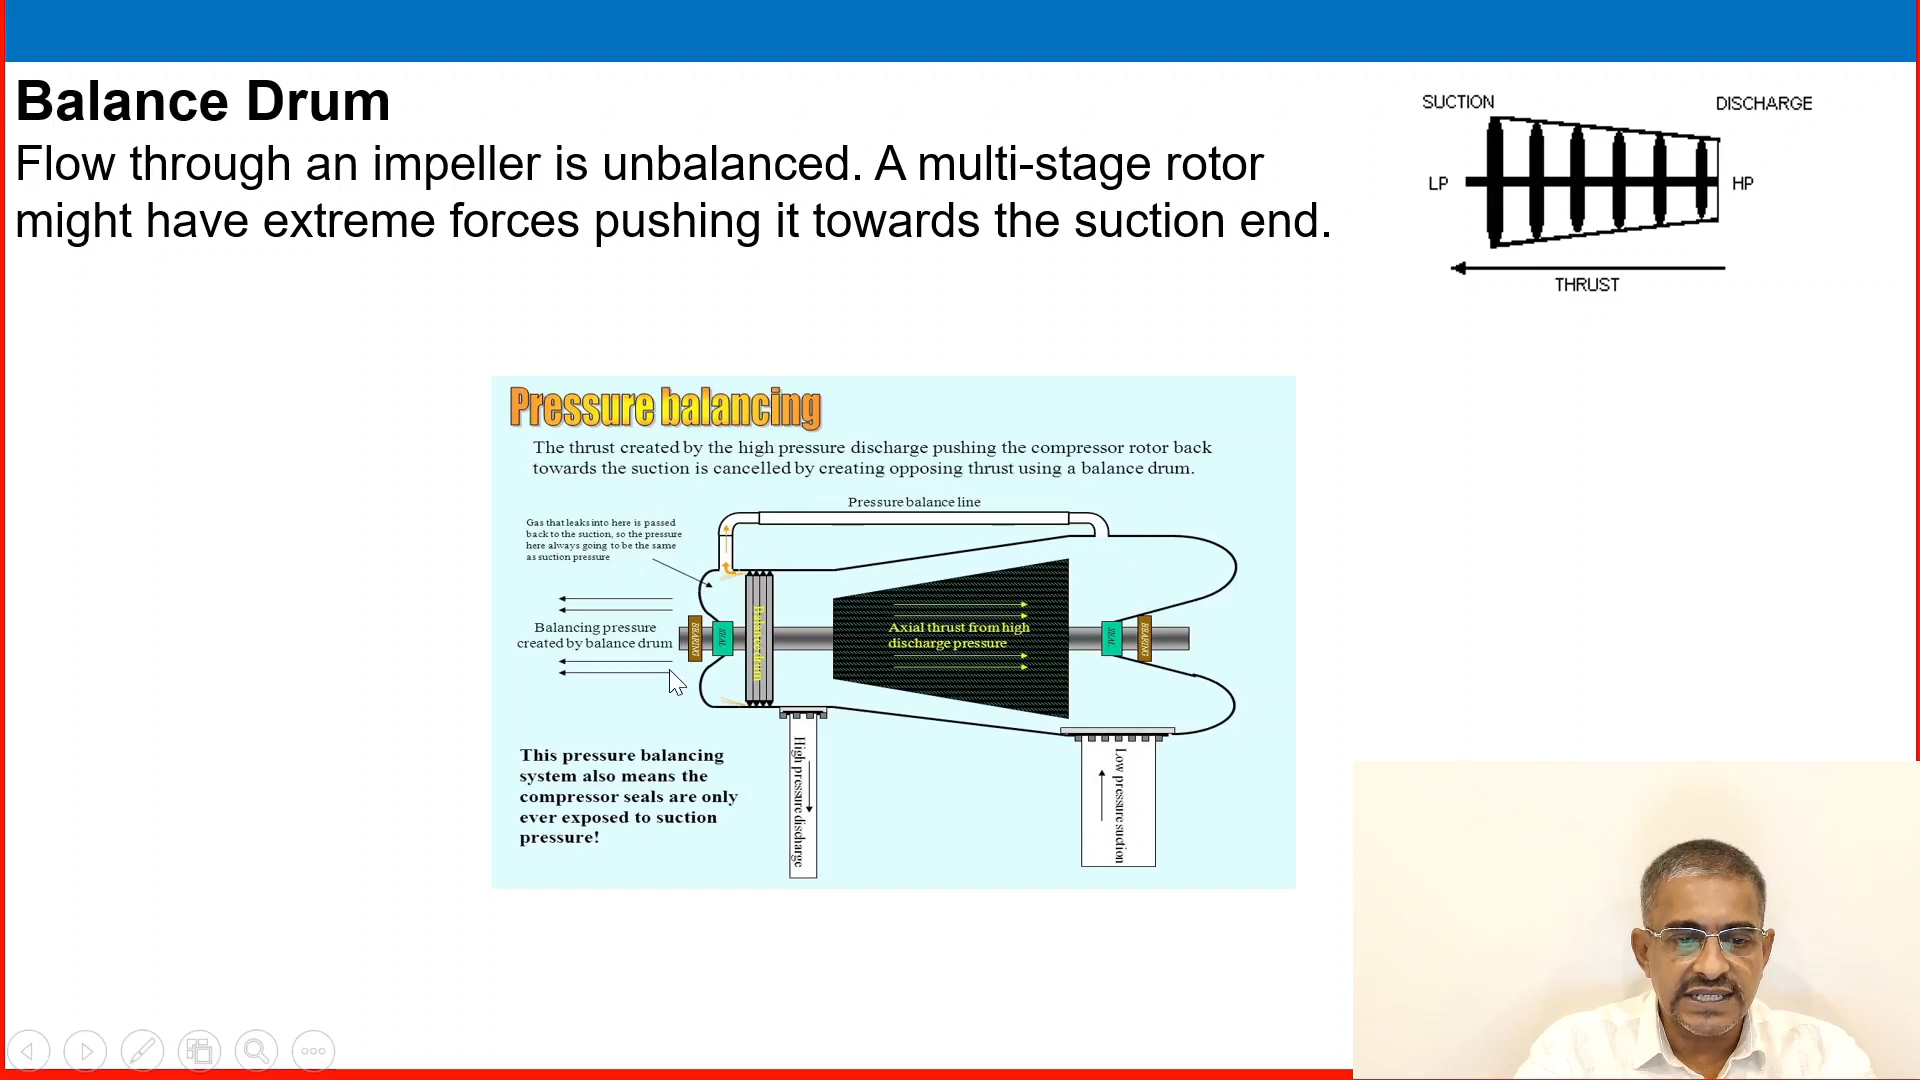 Balance Drum
Flow through an impeller is unbalanced. A multi-stage rotor
might have extreme forces pushing it towards the suction end.
SUCTION
DISCHARGE
LP
HP
THRUST
Pressure balancing
The thrust created by the high pressure discharge pushing the compressor rotor back
towards the suction is cancelled by creating opposing thrust using a balance drum.
Pressure balance line
Gas that leaks into here is passed
back to the suction, so the pressure
here always going to be the same
as suction pressure
Balancing pressure
created by balance drum
BEARING
SEAL
Balance drum
Axial thrust from high
discharge pressure
SEAL
BEARING
This pressure balancing
system also means the
compressor seals are only
ever exposed to suction
pressure!
High pressure discharge
Low pressure suction